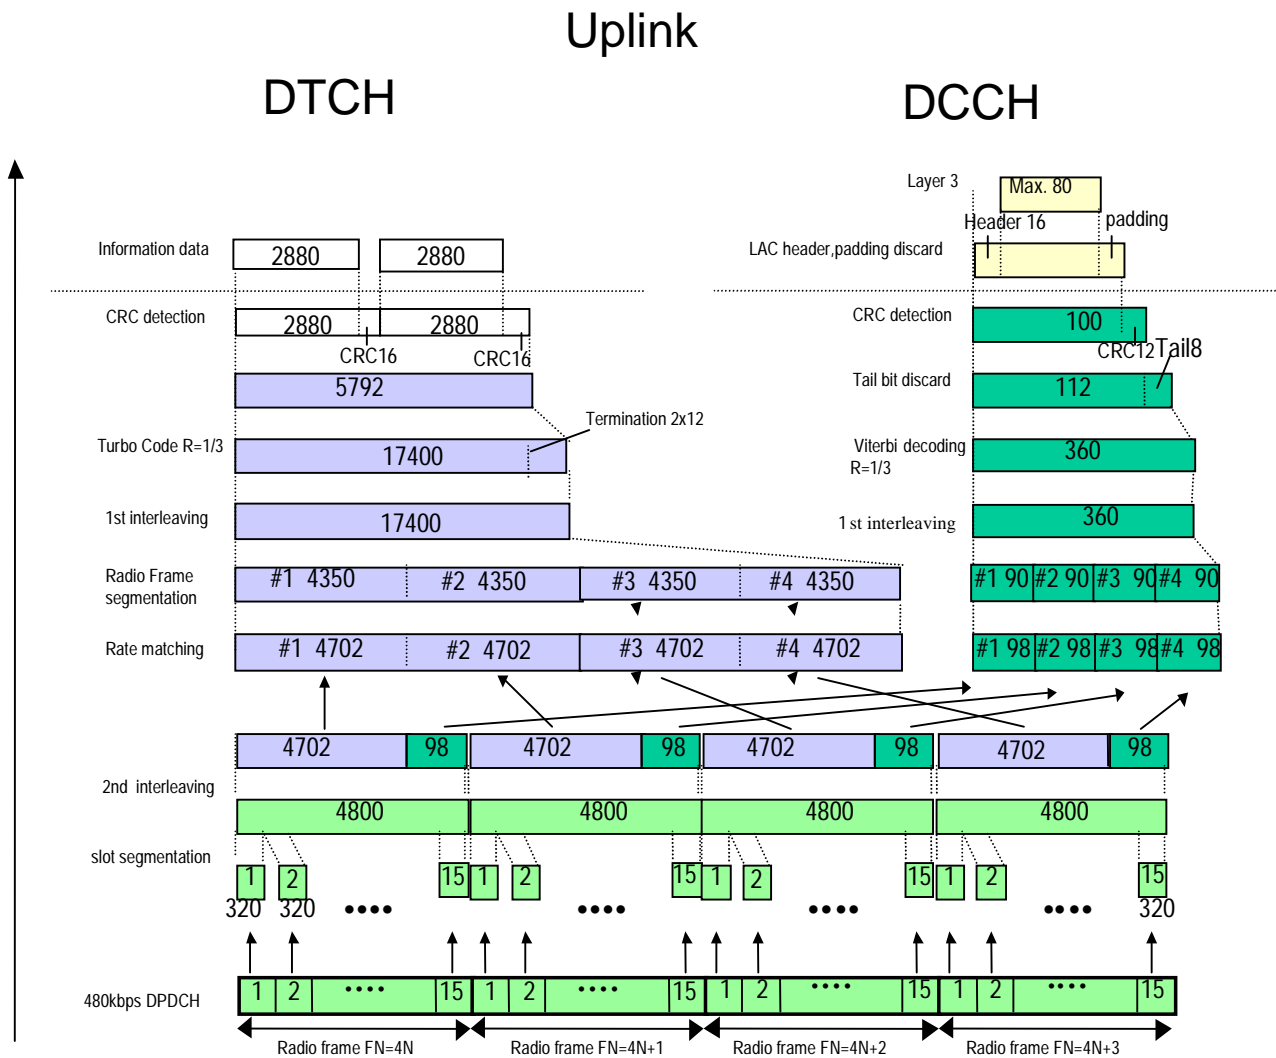 Uplink
DTCH
DCCH
Layer 3
Max. 80
Header 16
padding
Information data
2880
2880
LAC header,padding discard
CRC detection
2880
2880
CRC16
CRC16
CRC detection
100
CRC12
Tail8
5792
Tail bit discard
112
Termination 2x12
Turbo Code R=1/3
17400
Viterbi decoding
R=1/3
360
1st interleaving
17400
1st interleaving
360
Radio Frame
segmentation
#1 4350
#2 4350
#3 4350
#4 4350
#1 90
#2 90
#3 90
#4 90
Rate matching
#1 4702
#2 4702
#3 4702
#4 4702
#1 98
#2 98
#3 98
#4 98
4702
98
4702
98
4702
98
4702
98
2nd interleaving
4800
4800
4800
4800
slot segmentation
1
2
15
1
2
15
1
2
15
1
2
15
320
320
••••
••••
••••
••••
320
480kbps DPDCH
1
2
••••
15
1
2
••••
15
1
2
••••
15
1
2
••••
15
Radio frame FN=4N
Radio frame FN=4N+1
Radio frame FN=4N+2
Radio frame FN=4N+3